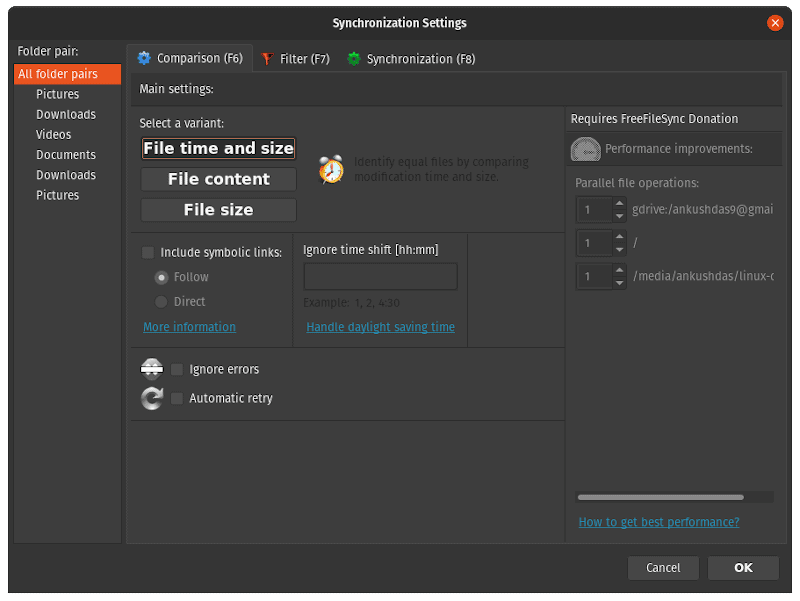 Synchronization Settings
Folder pair:
All folder pairs
Pictures
Downloads
Videos
Documents
Downloads
Pictures
Comparison (F6)
Filter (F7)
Synchronization (F8)
Main settings:
Select a variant:
File time and size
File content
File size
Identify equal files by comparing
modification time and size.
Include symbolic links:
Follow
Direct
More information
Ignore time shift [hh:mm]
Example: 1, 2, 4:30
Handle daylight saving time
Ignore errors
Automatic retry
Requires FreeFileSync Donation
Performance improvements:
Parallel file operations:
1 gdrive:/ankushdas9@gmai
1 /
1 /media/ankushdas/linux-
How to get best performance?
Cancel
OK